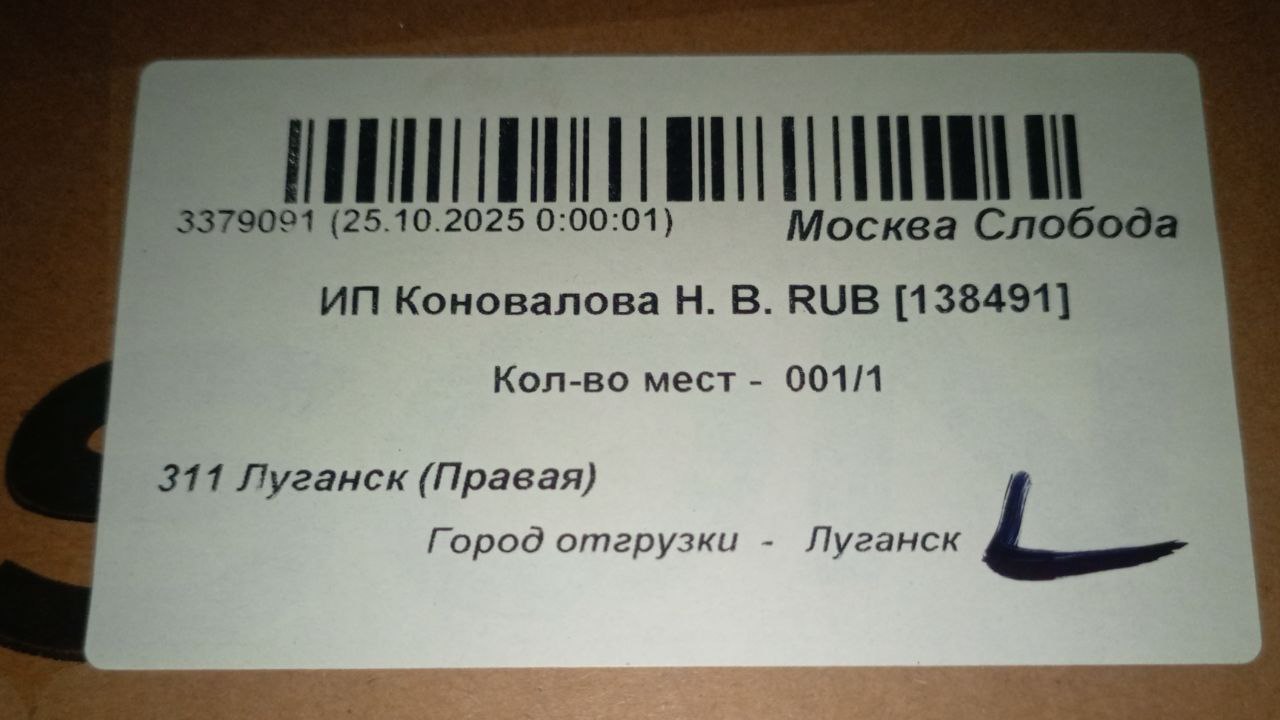 3379091 (25.10.2025 0:00:01) Москва Слобода
ИП Коновалова Н. В. RUB [138491]
Кол-во мест - 001/1
311 Луганск (Правая)
Город отгрузки - Луганск